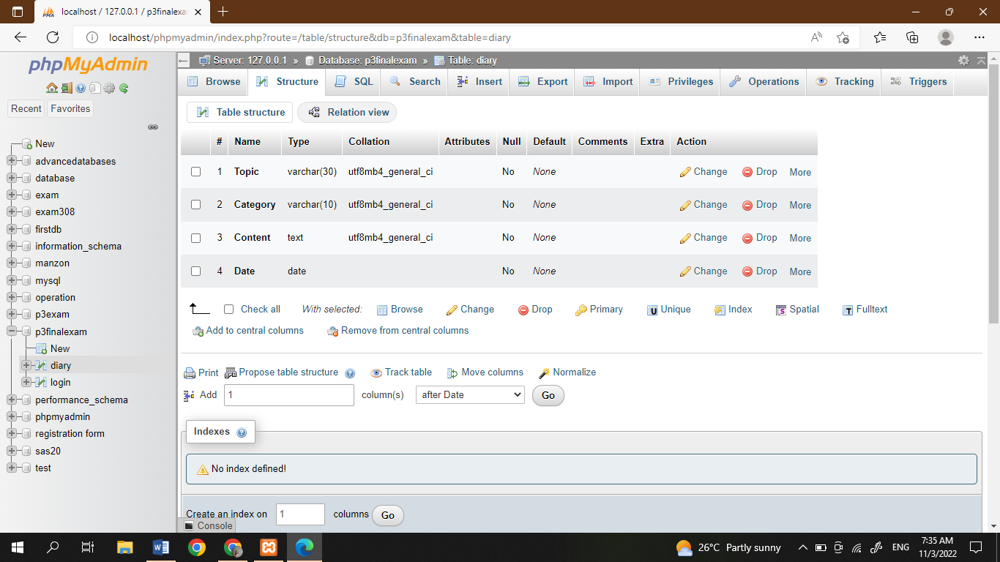 localhost / 127.0.0.1 / p3finalexa
localhost/phpmyadmin/index.php?route=/table/structure&db=p3finalexam&table=diary
phpMyAdmin
Recent Favorites
New
advancedatabases
database
exam
exam308
firstdb
information_schema
manzon
mysql
operation
p3exam
p3finalexam
New
diary
login
performance_schema
phpmyadmin
registration form
sas20
test
Server: 127.0.0.1 » Database: p3finalexam » Table: diary
Browse Structure SQL Search Insert Export Import Privileges Operations Tracking Triggers
Table structure Relation view
# Name Type Collation Attributes Null Default Comments Extra Action
1 Topic varchar(30) utf8mb4_general_ci No None Change Drop More
2 Category varchar(10) utf8mb4_general_ci No None Change Drop More
3 Content text utf8mb4_general_ci No None Change Drop More
4 Date date No None Change Drop More
Check all With selected: Browse Change Drop Primary Unique Index Spatial Fulltext
Add to central columns Remove from central columns
Print Propose table structure Track table Move columns Normalize
Add 1 column(s) after Date Go
Indexes
No index defined!
Create an index on 1 columns Go
Console
26°C Partly sunny ENG 7:35 AM
11/3/2022